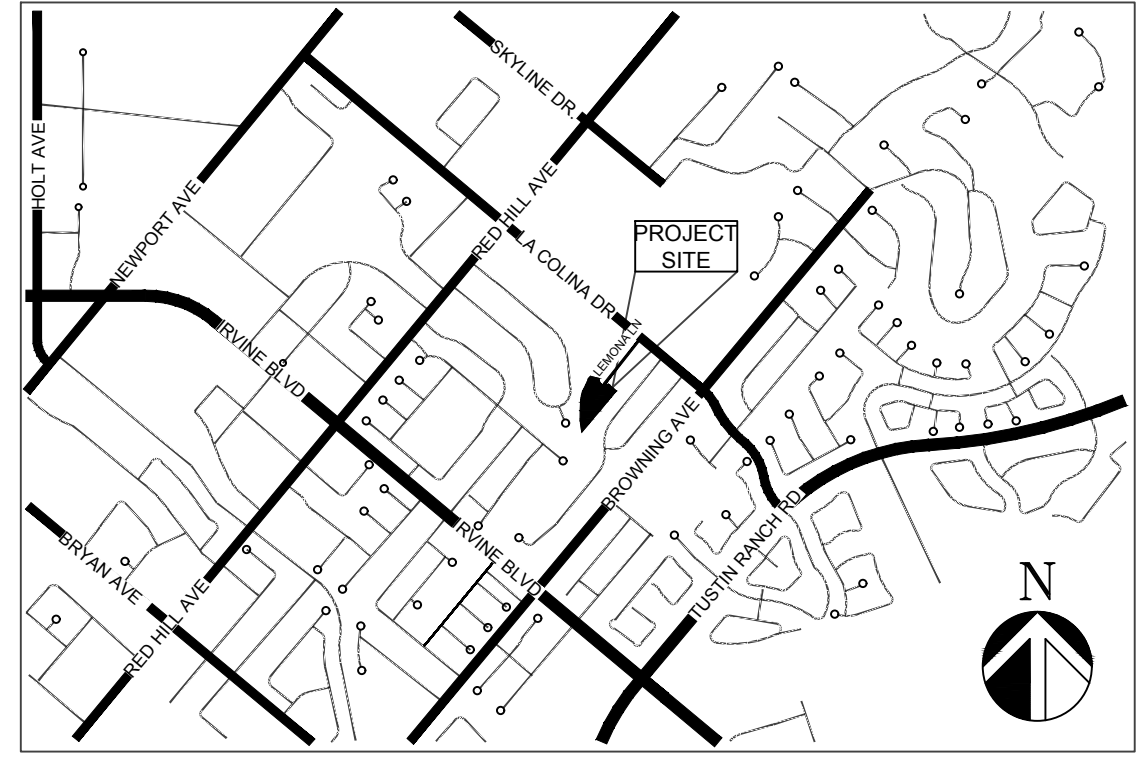 SKYLINE DR.
HOLT AVE
NEWPORT AVE
RED HILL AVE
LA COLINA DR.
PROJECT
SITE
LEMONA LN
IRVINE BLVD
BROWNING AVE
TUSTIN RANCH RD
IRVINE BLVD
BRYAN AVE
RED HILL AVE
N